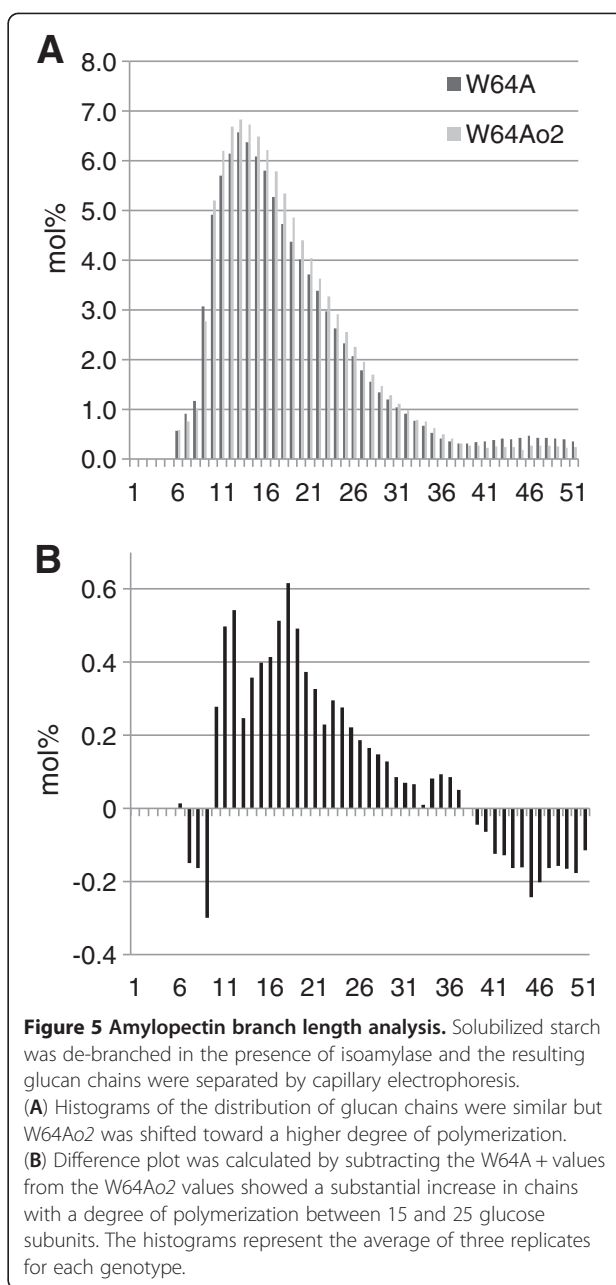 A
8.0
7.0
6.0
5.0
4.0
3.0
2.0
1.0
0.0
mol%
W64A
W64Ao2
1 6 11 16 21 26 31 36 41 46 51
B
0.6
0.4
0.2
0
-0.2
-0.4
mol%
1 6 11 16 21 26 31 36 41 46 51
Figure 5 Amylopectin branch length analysis. Solubilized starch
was de-branched in the presence of isoamylase and the resulting
glucan chains were separated by capillary electrophoresis.
(A) Histograms of the distribution of glucan chains were similar but
W64Ao2 was shifted toward a higher degree of polymerization.
(B) Difference plot was calculated by subtracting the W64A + values
from the W64Ao2 values showed a substantial increase in chains
with a degree of polymerization between 15 and 25 glucose
subunits. The histograms represent the average of three replicates
for each genotype.